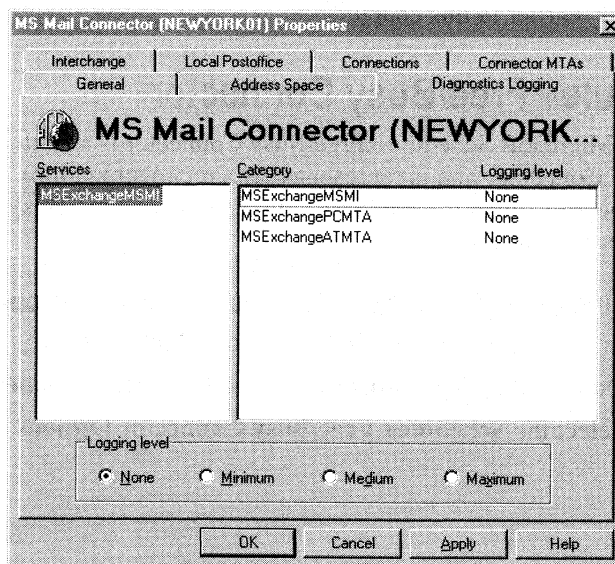 MS Mail Connector (NEWYORK01) Properties
Interchange Local Postoffice Connections Connector MTAs
General Address Space Diagnostics Logging
MS Mail Connector (NEWYORK...
Services Category Logging level
MSExchangeMSMI MSExchangeMSMI None
MSExchangePCMTA None
MSExchangeATMTA None
Logging level
None Minimum Medium Maximum
OK Cancel Apply Help